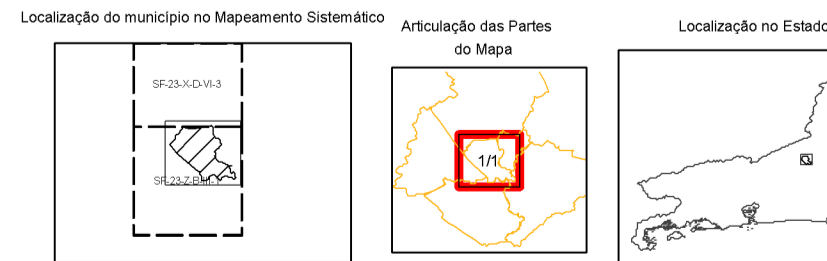 Localização do município no Mapeamento Sistemático
Articulação das Partes
do Mapa
Localização no Estado
SF-23-X-D-VI-3
1/1